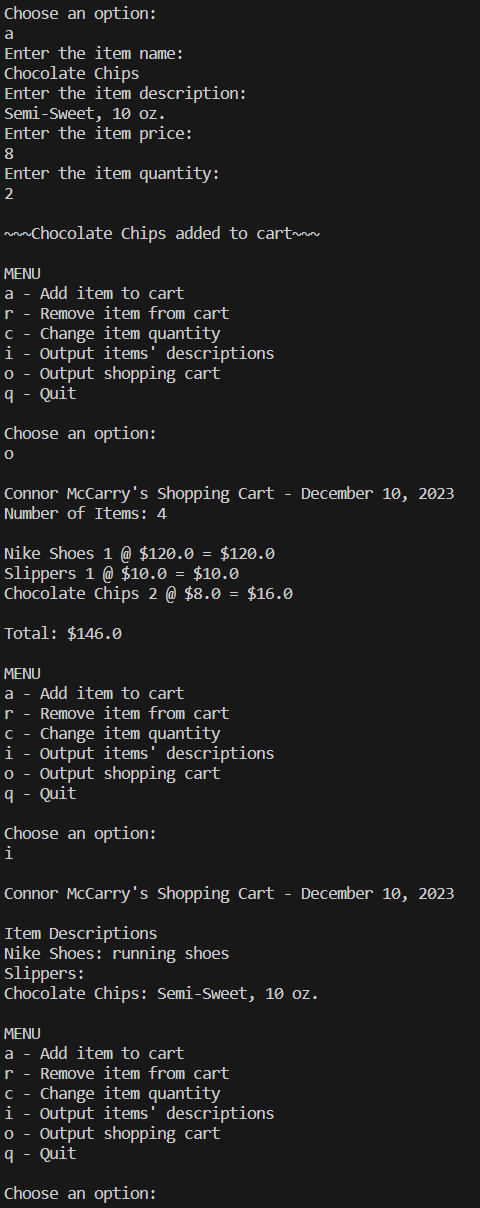 Choose an option:
a
Enter the item name:
Chocolate Chips
Enter the item description:
Semi-Sweet, 10 oz.
Enter the item price:
8
Enter the item quantity:
2
~~~Chocolate Chips added to cart~~~
MENU
a - Add item to cart
r - Remove item from cart
c - Change item quantity
i - Output items' descriptions
o - Output shopping cart
q - Quit
Choose an option:
o
Connor McCarry's Shopping Cart - December 10, 2023
Number of Items: 4
Nike Shoes 1 @ $120.0 = $120.0
Slippers 1 @ $10.0 = $10.0
Chocolate Chips 2 @ $8.0 = $16.0
Total: $146.0
MENU
a - Add item to cart
r - Remove item from cart
c - Change item quantity
i - Output items' descriptions
o - Output shopping cart
q - Quit
Choose an option:
i
Connor McCarry's Shopping Cart - December 10, 2023
Item Descriptions
Nike Shoes: running shoes
Slippers:
Chocolate Chips: Semi-Sweet, 10 oz.
MENU
a - Add item to cart
r - Remove item from cart
c - Change item quantity
i - Output items' descriptions
o - Output shopping cart
q - Quit
Choose an option: